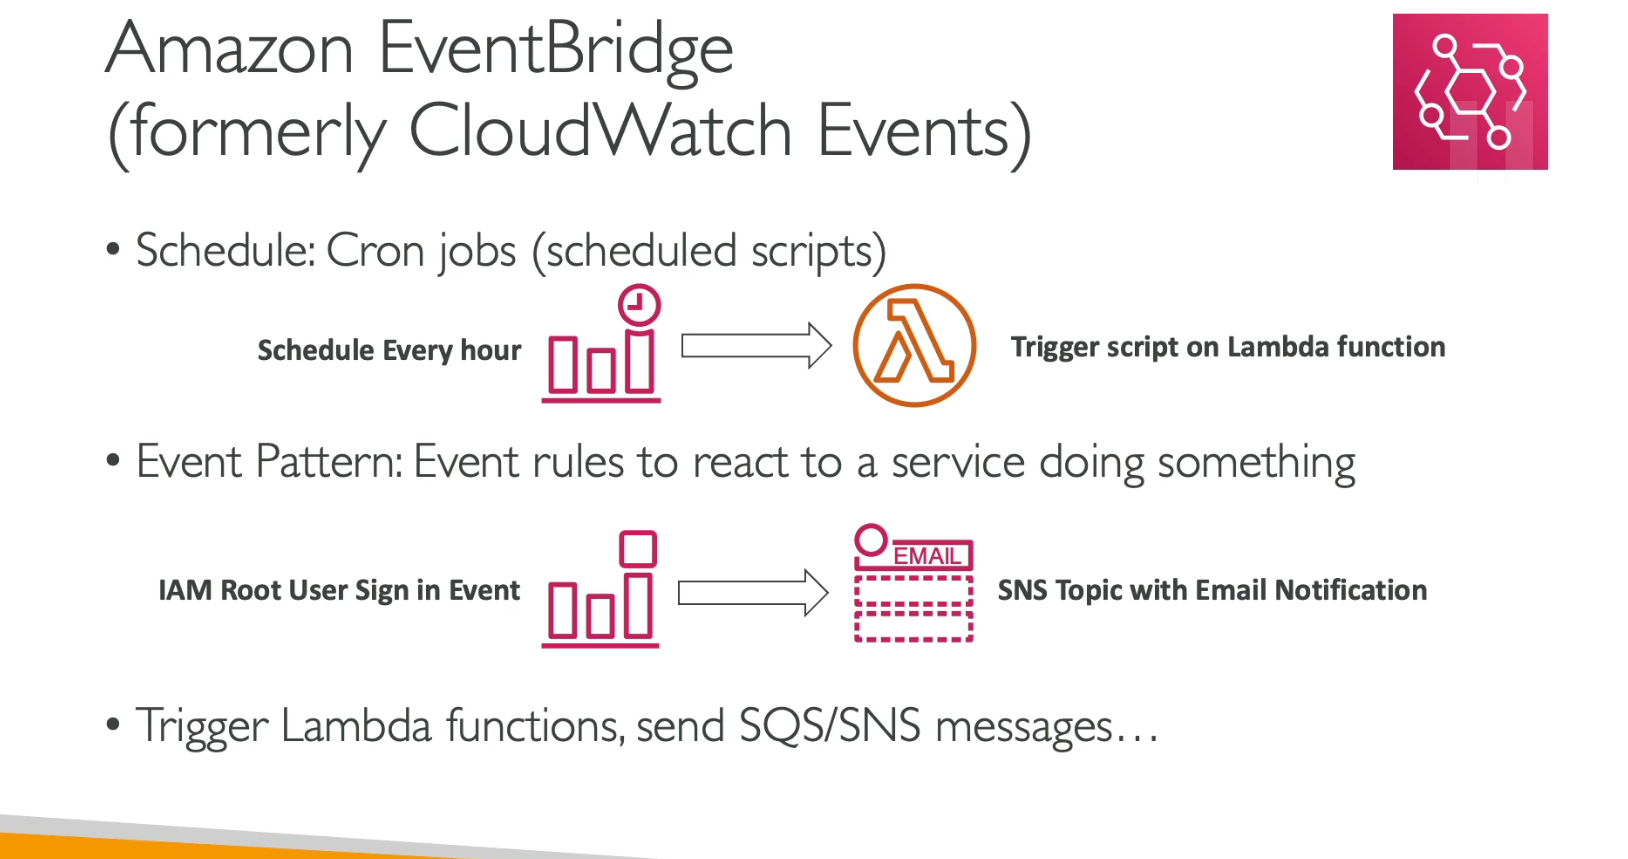 Amazon EventBridge
(formerly CloudWatch Events)
• Schedule: Cron jobs (scheduled scripts)
Schedule Every hour
Trigger script on Lambda function
• Event Pattern: Event rules to react to a service doing something
IAM Root User Sign in Event
EMAIL
SNS Topic with Email Notification
• Trigger Lambda functions, send SQS/SNS messages…